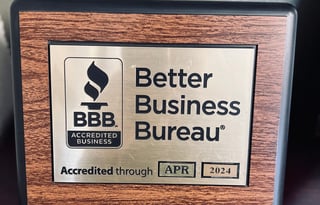 BBB
ACCREDITED
BUSINESS
Better
Business
Bureau®
Accredited through APR 2024